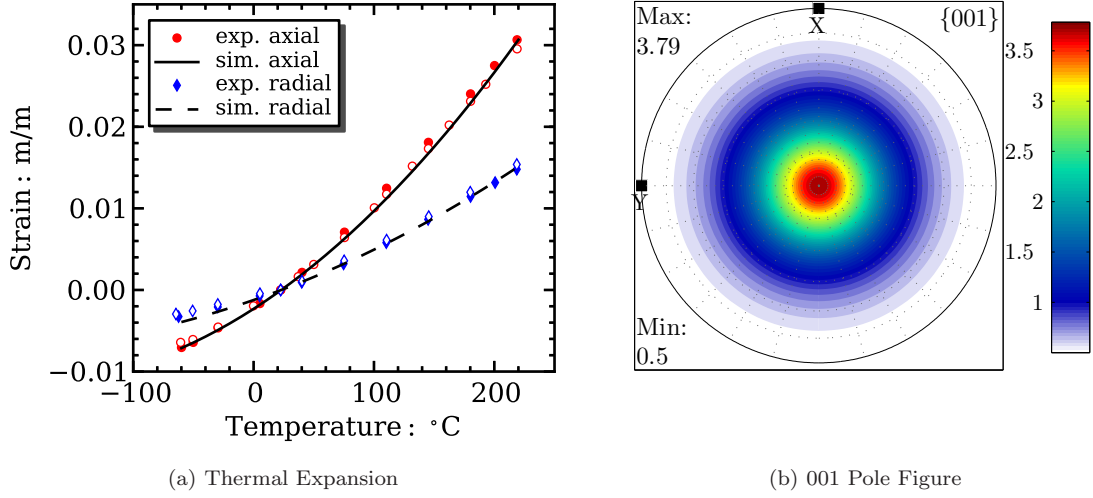 0.03
0.02
0.01
0.00
−0.01
Strain: m/m
exp. axial
sim. axial
exp. radial
sim. radial
−100
0
100
200
Temperature: °C
(a) Thermal Expansion
Max:
3.79
{001}
X
Y
Min:
0.5
3.5
3
2.5
2
1.5
1
(b) 001 Pole Figure